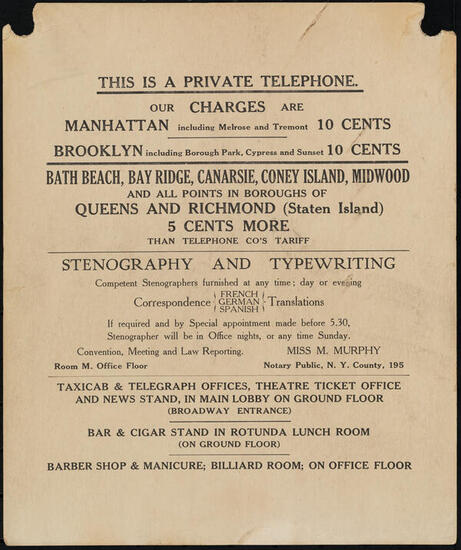 THIS IS A PRIVATE TELEPHONE.
OUR CHARGES ARE
MANHATTAN including Melrose and Tremont 10 CENTS
BROOKLYN including Borough Park, Cypress and Sunset 10 CENTS
BATH BEACH, BAY RIDGE, CANARSIE, CONEY ISLAND, MIDWOOD
AND ALL POINTS IN BOROUGHS OF
QUEENS AND RICHMOND (Staten Island)
5 CENTS MORE
THAN TELEPHONE CO'S TARIFF
STENOGRAPHY AND TYPEWRITING
Competent Stenographers furnished at any time; day or evening
FRENCH
Correspondence GERMAN Translations
SPANISH
If required and by Special appointment made before 5.30,
Stenographer will be in Office nights, or any time Sunday.
Convention, Meeting and Law Reporting. MISS M. MURPHY
Room M. Office Floor Notary Public, N. Y. County, 195
TAXICAB & TELEGRAPH OFFICES, THEATRE TICKET OFFICE
AND NEWS STAND, IN MAIN LOBBY ON GROUND FLOOR
(BROADWAY ENTRANCE)
BAR & CIGAR STAND IN ROTUNDA LUNCH ROOM
(ON GROUND FLOOR)
BARBER SHOP & MANICURE; BILLIARD ROOM; ON OFFICE FLOOR